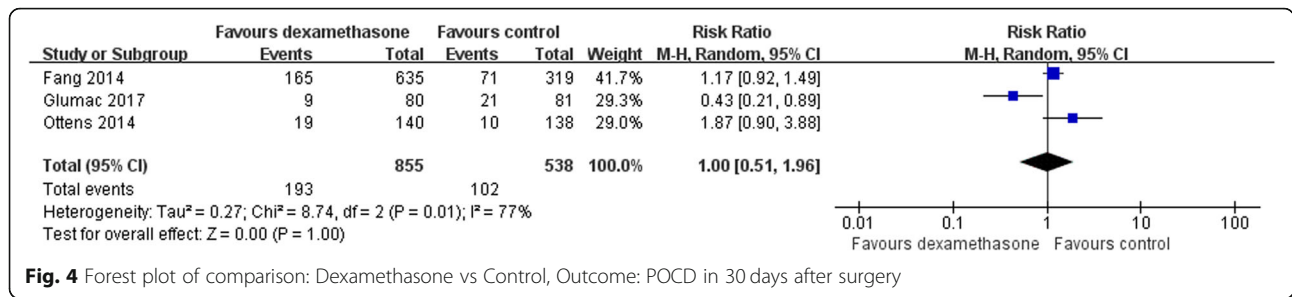 Favours dexamethasone Favours control Risk Ratio Risk Ratio
Study or Subgroup Events Total Events Total Weight M-H, Random, 95% CI M-H, Random, 95% CI
Fang 2014 165 635 71 319 41.7% 1.17 [0.92, 1.49]
Glumac 2017 9 80 21 81 29.3% 0.43 [0.21, 0.89]
Ottens 2014 19 140 10 138 29.0% 1.87 [0.90, 3.88]
Total (95% CI) 855 538 100.0% 1.00 [0.51, 1.96]
Total events 193 102
Heterogeneity: Tau² = 0.27; Chi² = 8.74, df = 2 (P = 0.01); I² = 77%
Test for overall effect: Z = 0.00 (P = 1.00)
0.01 0.1 1 10 100
Favours dexamethasone Favours control
Fig. 4 Forest plot of comparison: Dexamethasone vs Control, Outcome: POCD in 30 days after surgery